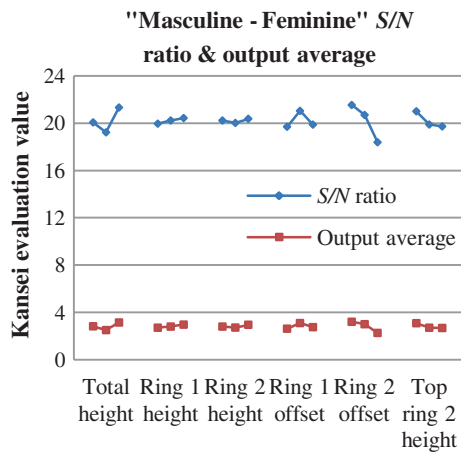 "Masculine - Feminine" S/N
ratio & output average
Kansei evaluation value
24
20
16
12
8
4
0
S/N ratio
Output average
Total height
Ring 1 height
Ring 2 height
Ring 1 offset
Ring 2 offset
Top ring 2 height